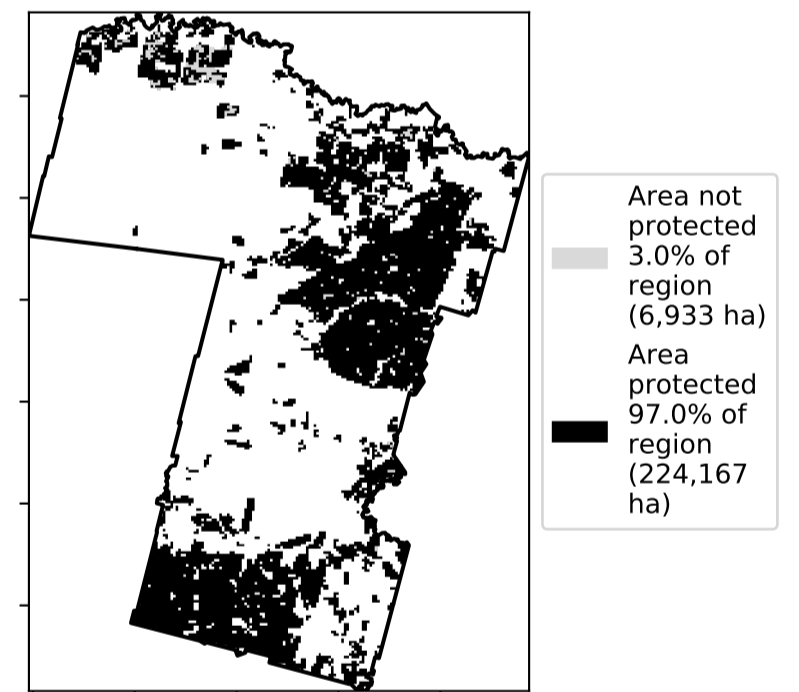 Area not
protected
3.0% of
region
(6,933 ha)
Area
protected
97.0% of
region
(224,167
ha)